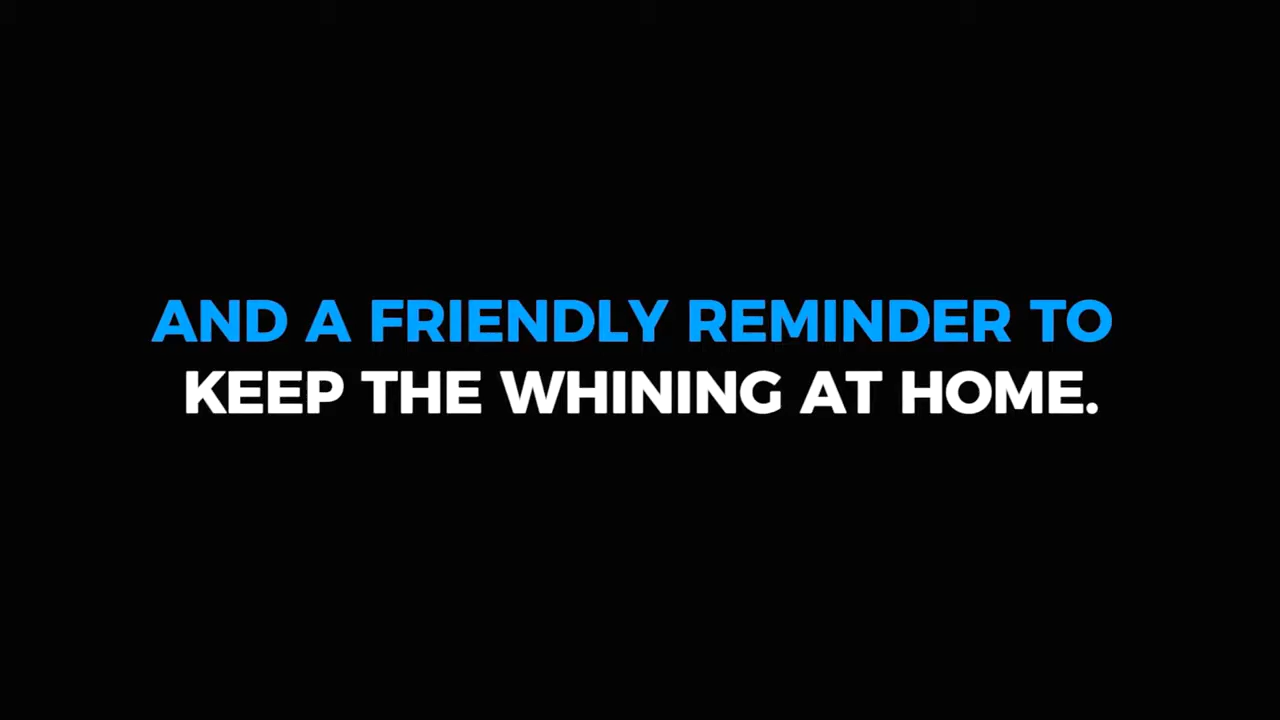 AND A FRIENDLY REMINDER TO
KEEP THE WHINING AT HOME.